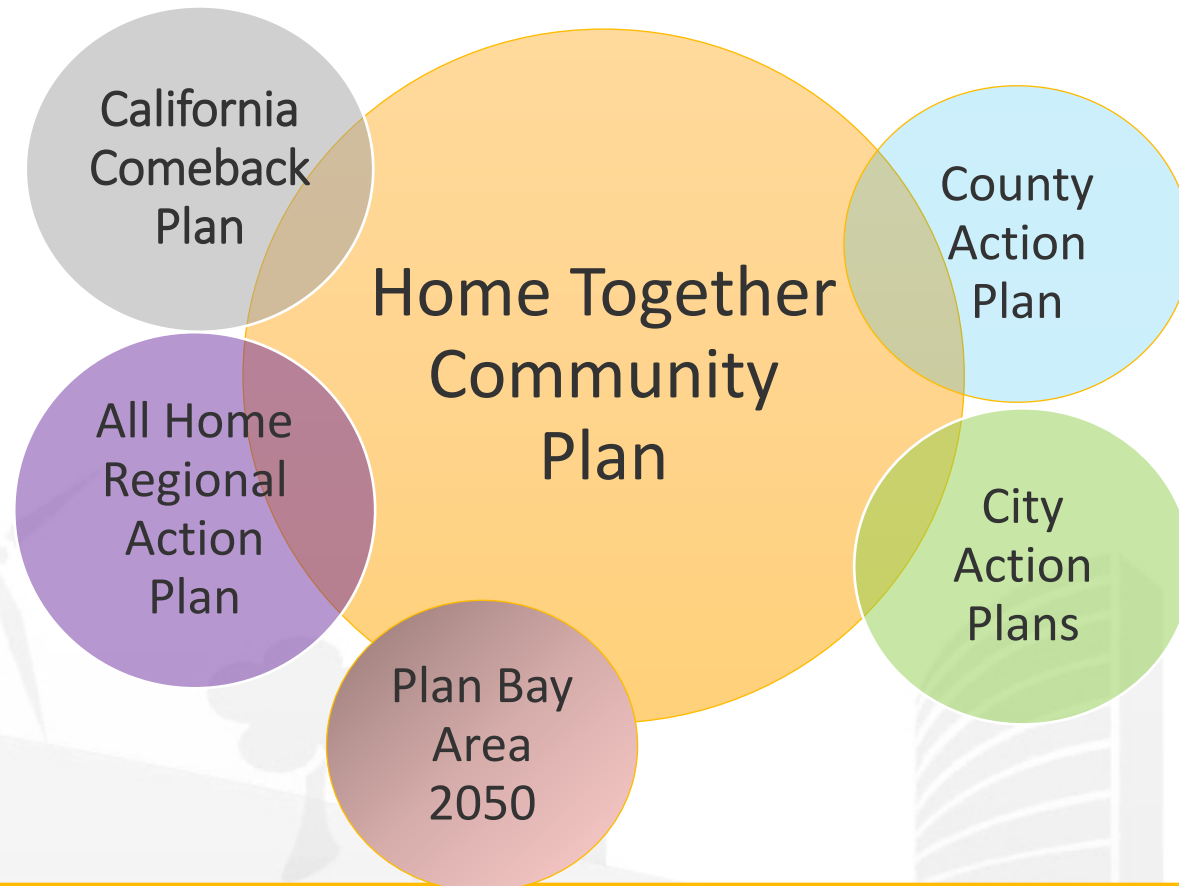 California
Comeback
Plan
Home Together
Community
Plan
County
Action
Plan
All Home
Regional
Action
Plan
City
Action
Plans
Plan Bay
Area
2050